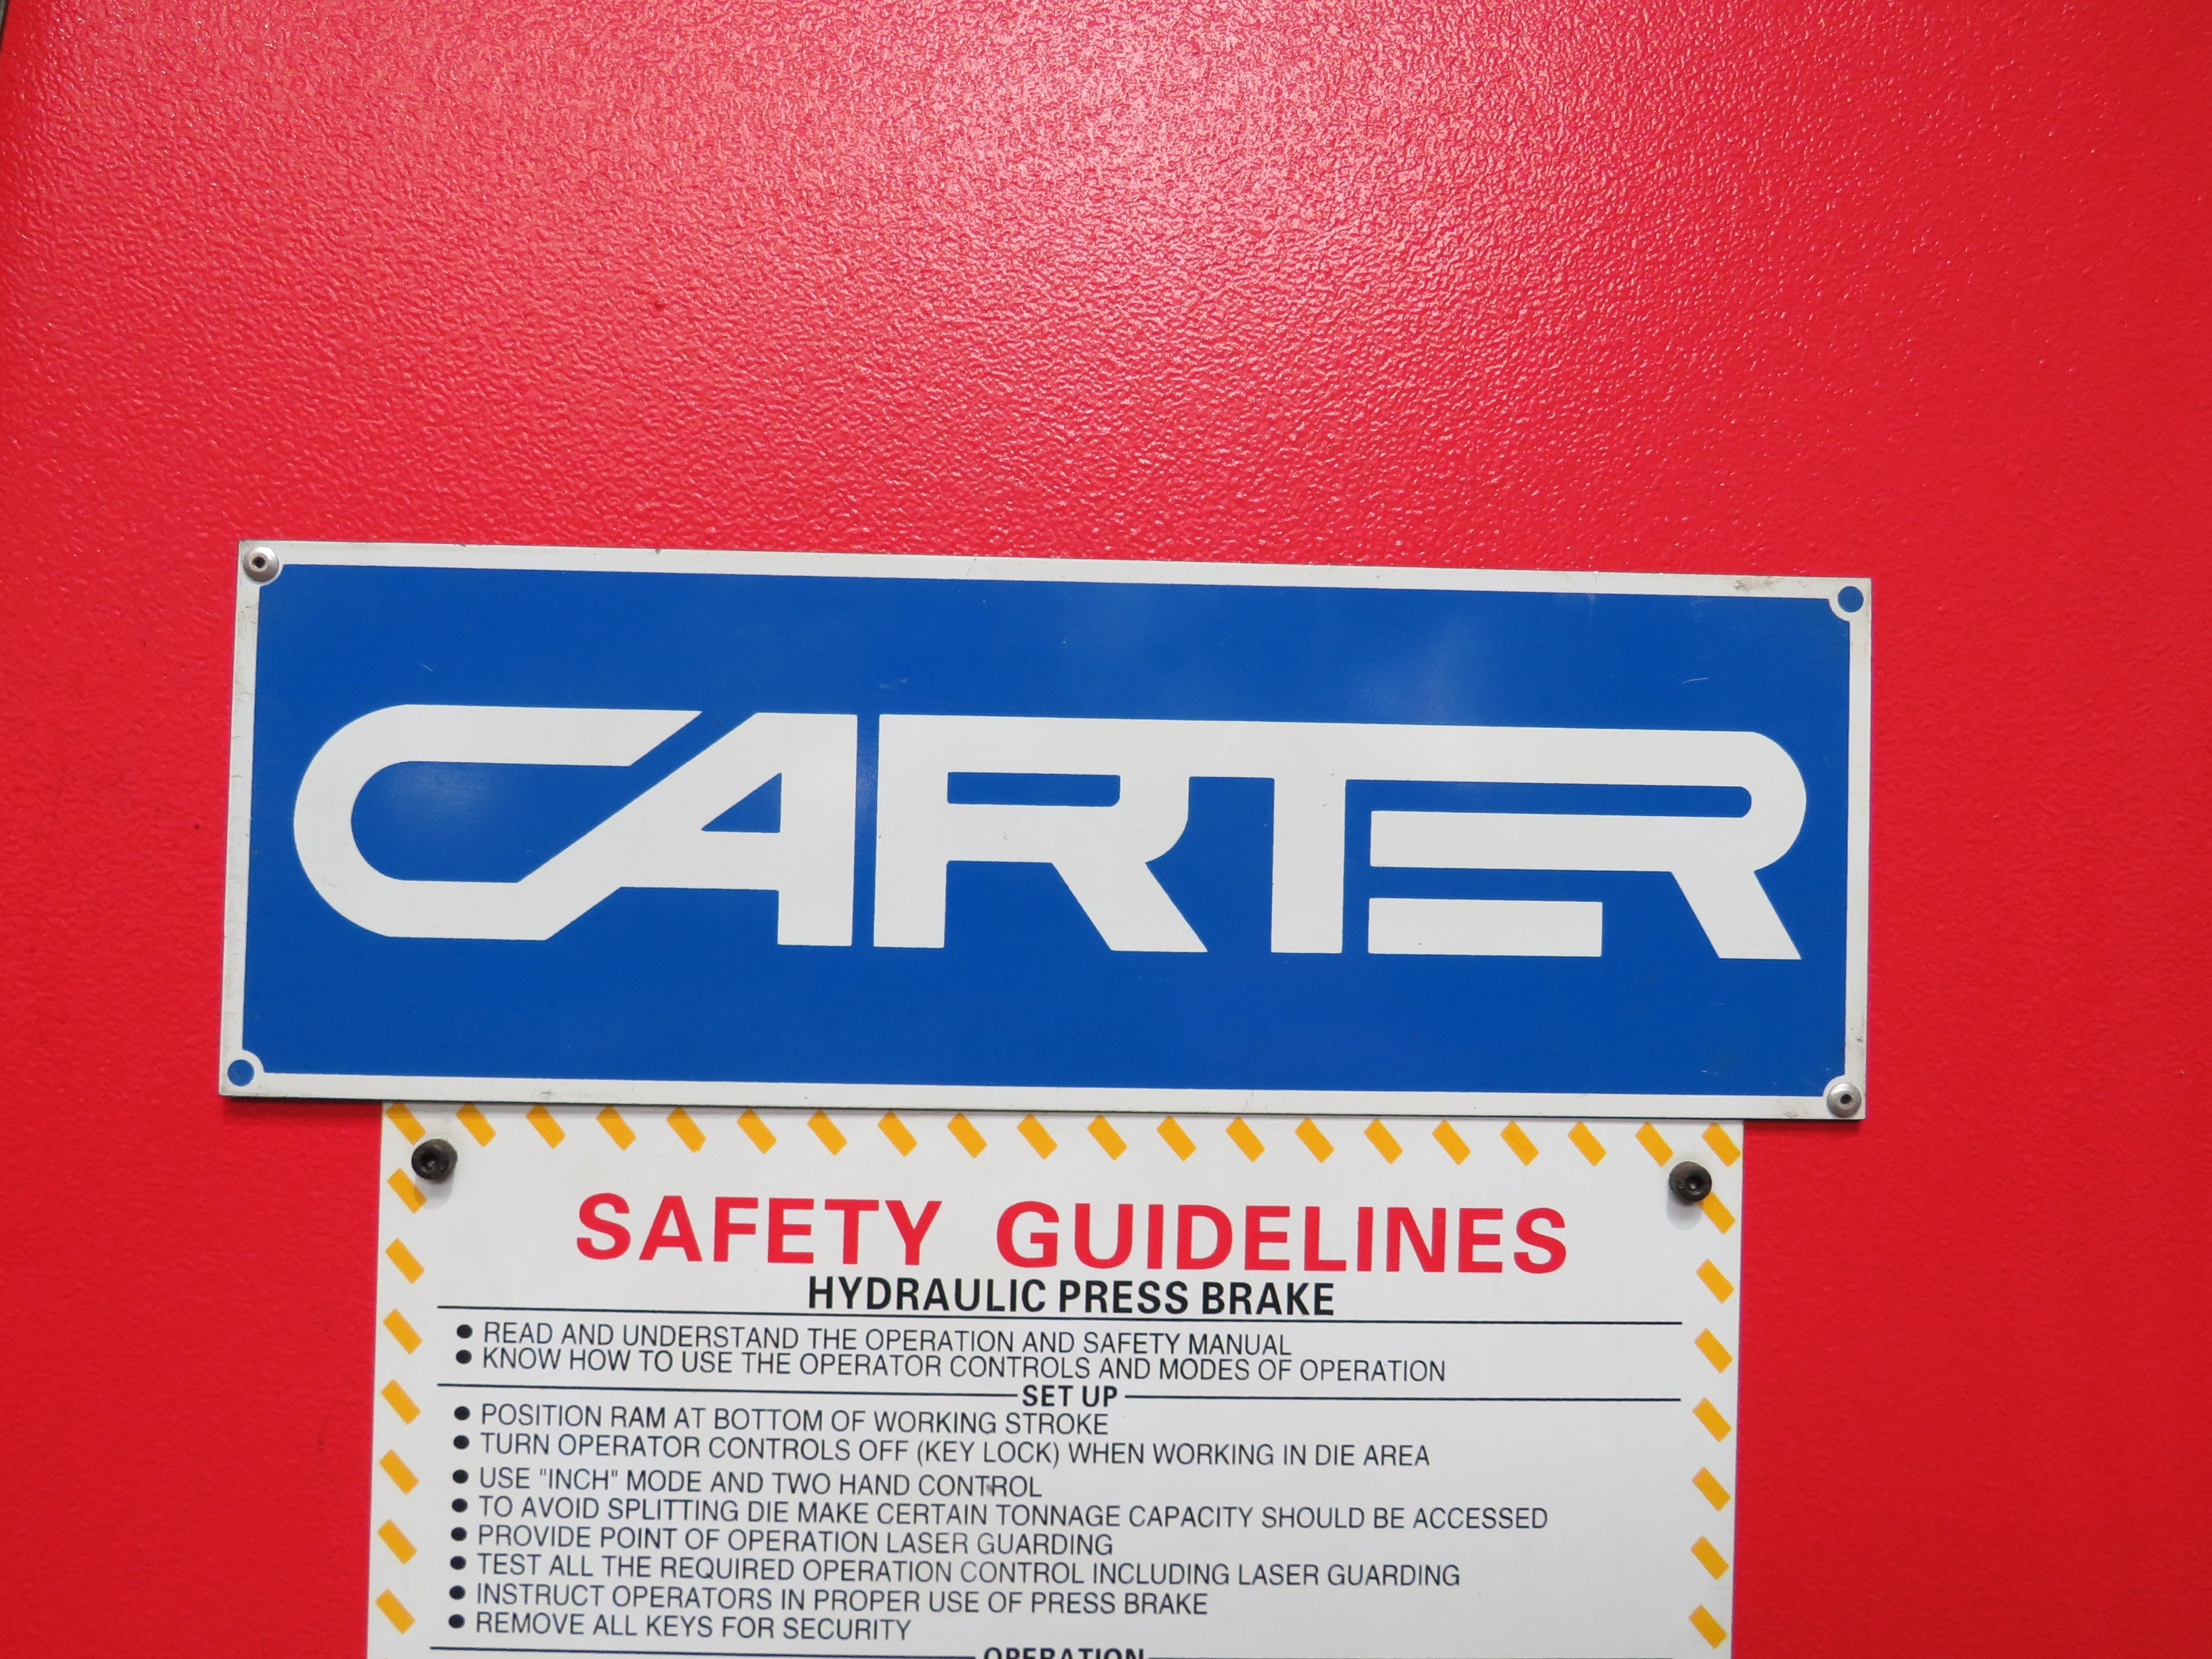 CARTER
SAFETY GUIDELINES
HYDRAULIC PRESS BRAKE
• READ AND UNDERSTAND THE OPERATION AND SAFETY MANUAL
• KNOW HOW TO USE THE OPERATOR CONTROLS AND MODES OF OPERATION
SET UP
• POSITION RAM AT BOTTOM OF WORKING STROKE
• TURN OPERATOR CONTROLS OFF (KEY LOCK) WHEN WORKING IN DIE AREA
• USE "INCH" MODE AND TWO HAND CONTROL
• TO AVOID SPLITTING DIE MAKE CERTAIN TONNAGE CAPACITY SHOULD BE ACCESSED
• PROVIDE POINT OF OPERATION LASER GUARDING
• TEST ALL THE REQUIRED OPERATION CONTROL INCLUDING LASER GUARDING
• INSTRUCT OPERATORS IN PROPER USE OF PRESS BRAKE
• REMOVE ALL KEYS FOR SECURITY
OPERATION